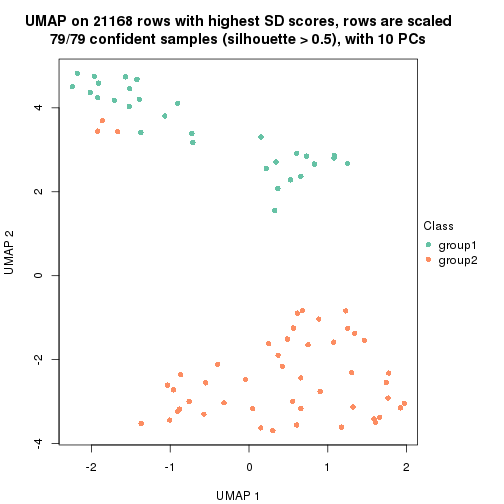 UMAP on 21168 rows with highest SD scores, rows are scaled
79/79 confident samples (silhouette > 0.5), with 10 PCs
4
2
0
-2
-4
UMAP 2
-2
-1
0
1
2
UMAP 1
Class
group1
group2